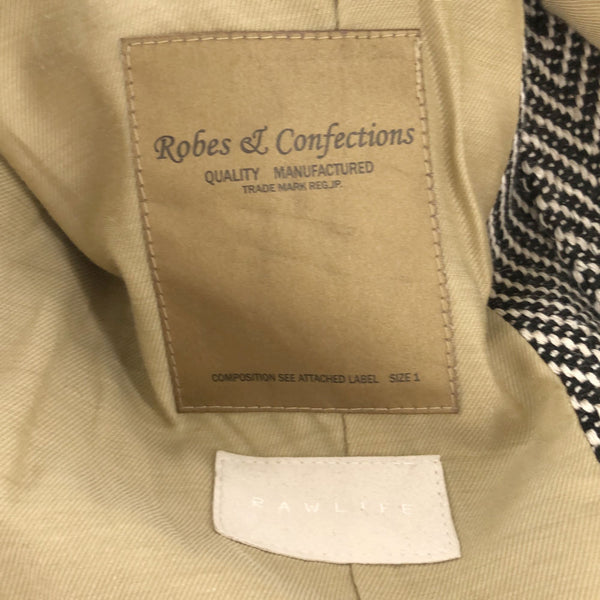 Robes & Confections
QUALITY MANUFACTURED
TRADE MARK REG.JP.
COMPOSITION SEE ATTACHED LABEL SIZE 1
RAWLIFE